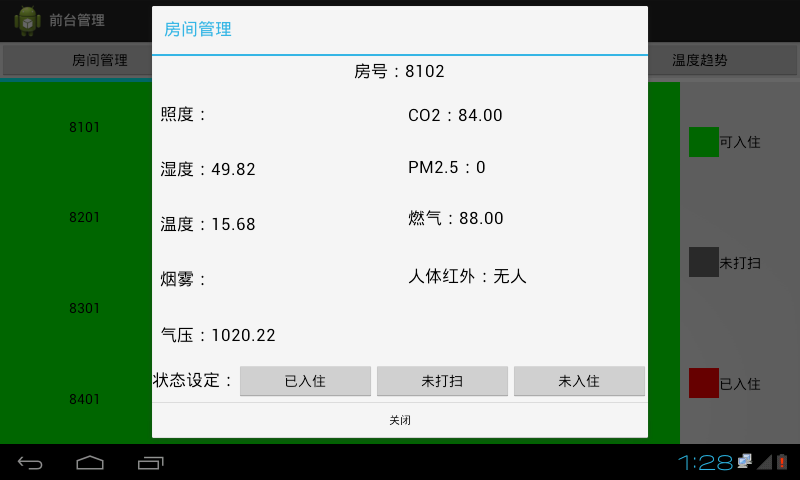 前台管理
房间管理
温度趋势
房间管理
房号：8102
照度：
CO2：84.00
湿度：49.82
PM2.5：0
温度：15.68
燃气：88.00
烟雾：
人体红外：无人
气压：1020.22
状态设定：
已入住
未打扫
未入住
关闭
8101
8201
8301
8401
可入住
未打扫
已入住
1:28